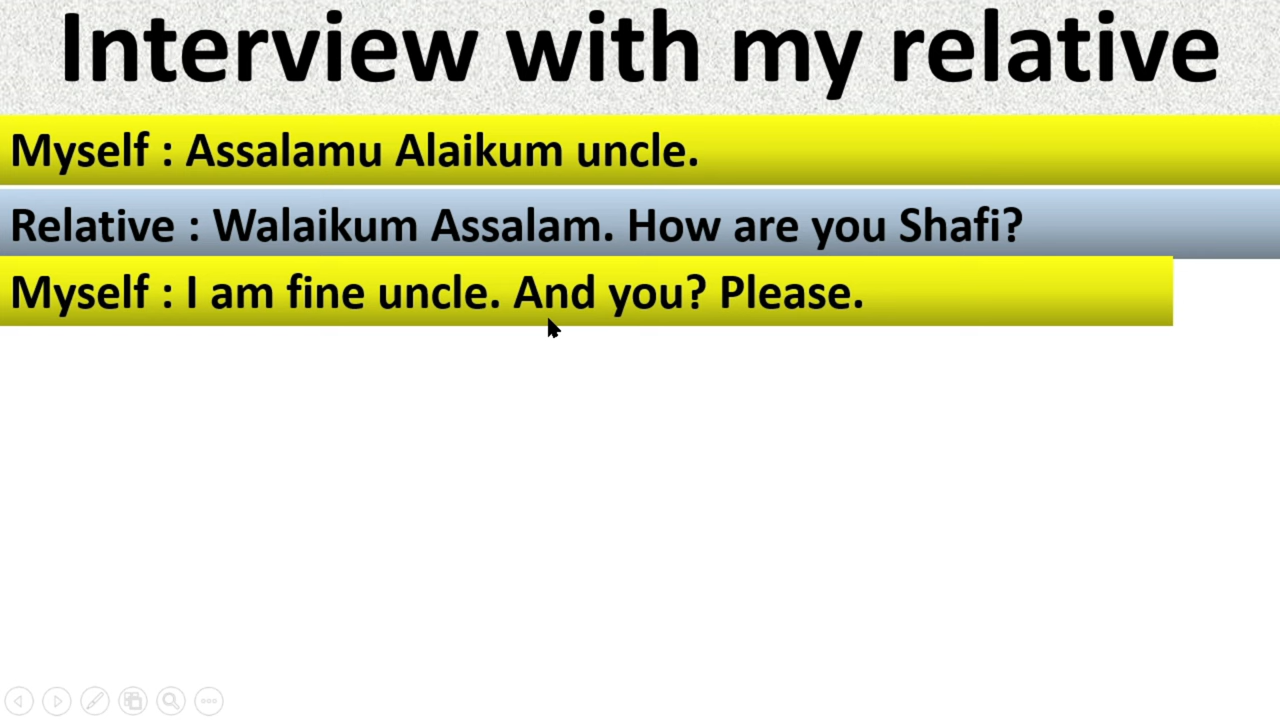 Interview with my relative
Myself : Assalamu Alaikum uncle.
Relative : Walaikum Assalam. How are you Shafi?
Myself : I am fine uncle. And you? Please.